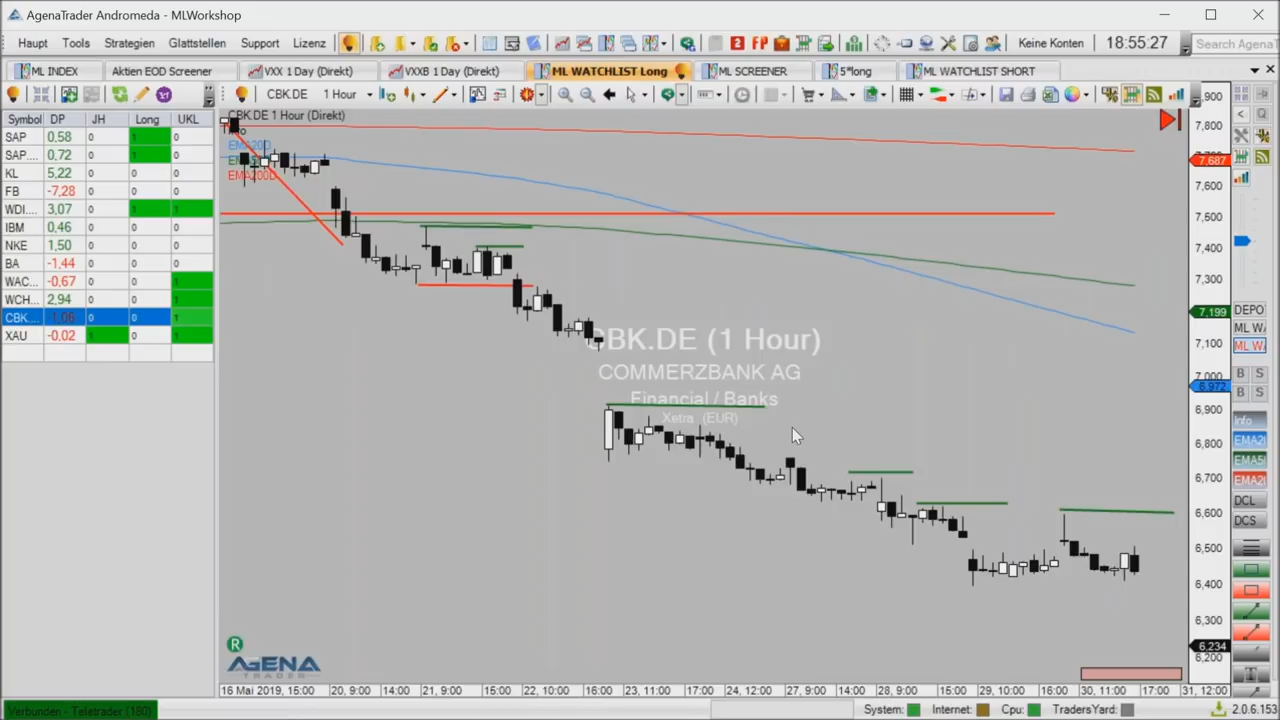 AgenaTrader Andromeda - MLWorkshop
Haupt Tools Strategien Glattstellen Support Lizenz 2 FP Keine Konten 18:55:27 Search AgenaT
ML INDEX Aktien EOD Screener VXX 1 Day (Direkt) VXXB 1 Day (Direkt) ML WATCHLIST Long ML SCREENER 5*long ML WATCHLIST SHORT
CBK.DE 1 Hour
Symbol DP JH Long UKL
SAP 0,58 0 1 0
SAP.... 0,72 0 1 0
KL 5,22 0 0 0
FB -7,28 0 0 0
WDI.... 3,07 0 1 1
IBM 0,46 0 0 0
NKE 1,50 0 0 0
BA -1,44 0 0 0
WAC... -0,67 0 0 1
WCH... 2,94 0 0 1
CBK.... -1,06 0 0 1
XAU -0,02 1 0 1
CBK.DE 1 Hour (Direkt)
EMA20D
EMA200D
CBK.DE (1 Hour)
COMMERZBANK AG
Financial / Banks
Xetra (EUR)
7,800
7,687
7,600
7,500
7,400
7,300
7,199
7,100
7,000
6,972
6,900
6,800
6,700
6,600
6,500
6,400
6,300
6,234
6,200
DEPO
ML W
ML W
B S
B S
Info
EMA2
EMA5
EMA2
DCL
DCS
R
AGENA
TRADER
16 Mai 2019, 15:00 20, 9:00 14:00 21, 9:00 15:00 22, 10:00 16:00 23, 11:00 17:00 24, 12:00 27, 9:00 14:00 28, 9:00 15:00 29, 10:00 16:00 30, 11:00 17:00 31, 12:00
Verbunden - Teletrader (180) System: Internet: Cpu: TradersYard: 2.0.6.153